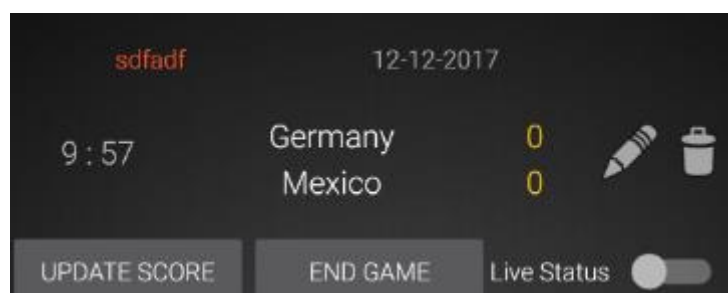 sdfadf 12-12-2017
9 : 57
Germany 0
Mexico 0
UPDATE SCORE END GAME Live Status